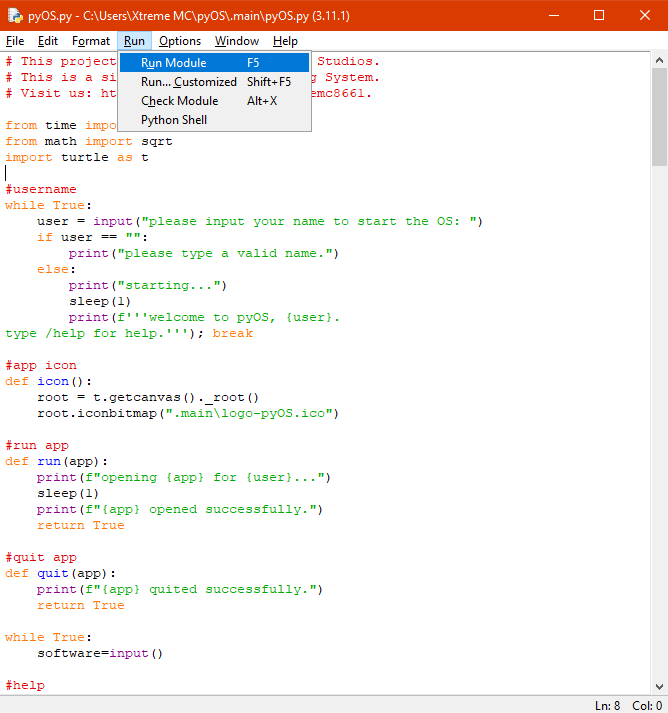 pyOS.py - C:\Users\Xtreme MC\pyOS\.main\pyOS.py (3.11.1)
File Edit Format Run Options Window Help
Run Module F5
Run... Customized Shift+F5
Check Module Alt+X
Python Shell
# This project Studios.
# This is a si g System.
# Visit us: ht emc8661.
from time impo
from math import sqrt
import turtle as t
#username
while True:
user = input("please input your name to start the OS: ")
if user == "":
print("please type a valid name.")
else:
print("starting...")
sleep(1)
print(f'''welcome to pyOS, {user}.
type /help for help.'''); break
#app icon
def icon():
root = t.getcanvas()._root()
root.iconbitmap(".main\logo-pyOS.ico")
#run app
def run(app):
print(f"opening {app} for {user}...")
sleep(1)
print(f"{app} opened successfully.")
return True
#quit app
def quit(app):
print(f"{app} quited successfully.")
return True
while True:
software=input()
#help
Ln: 8 Col: 0